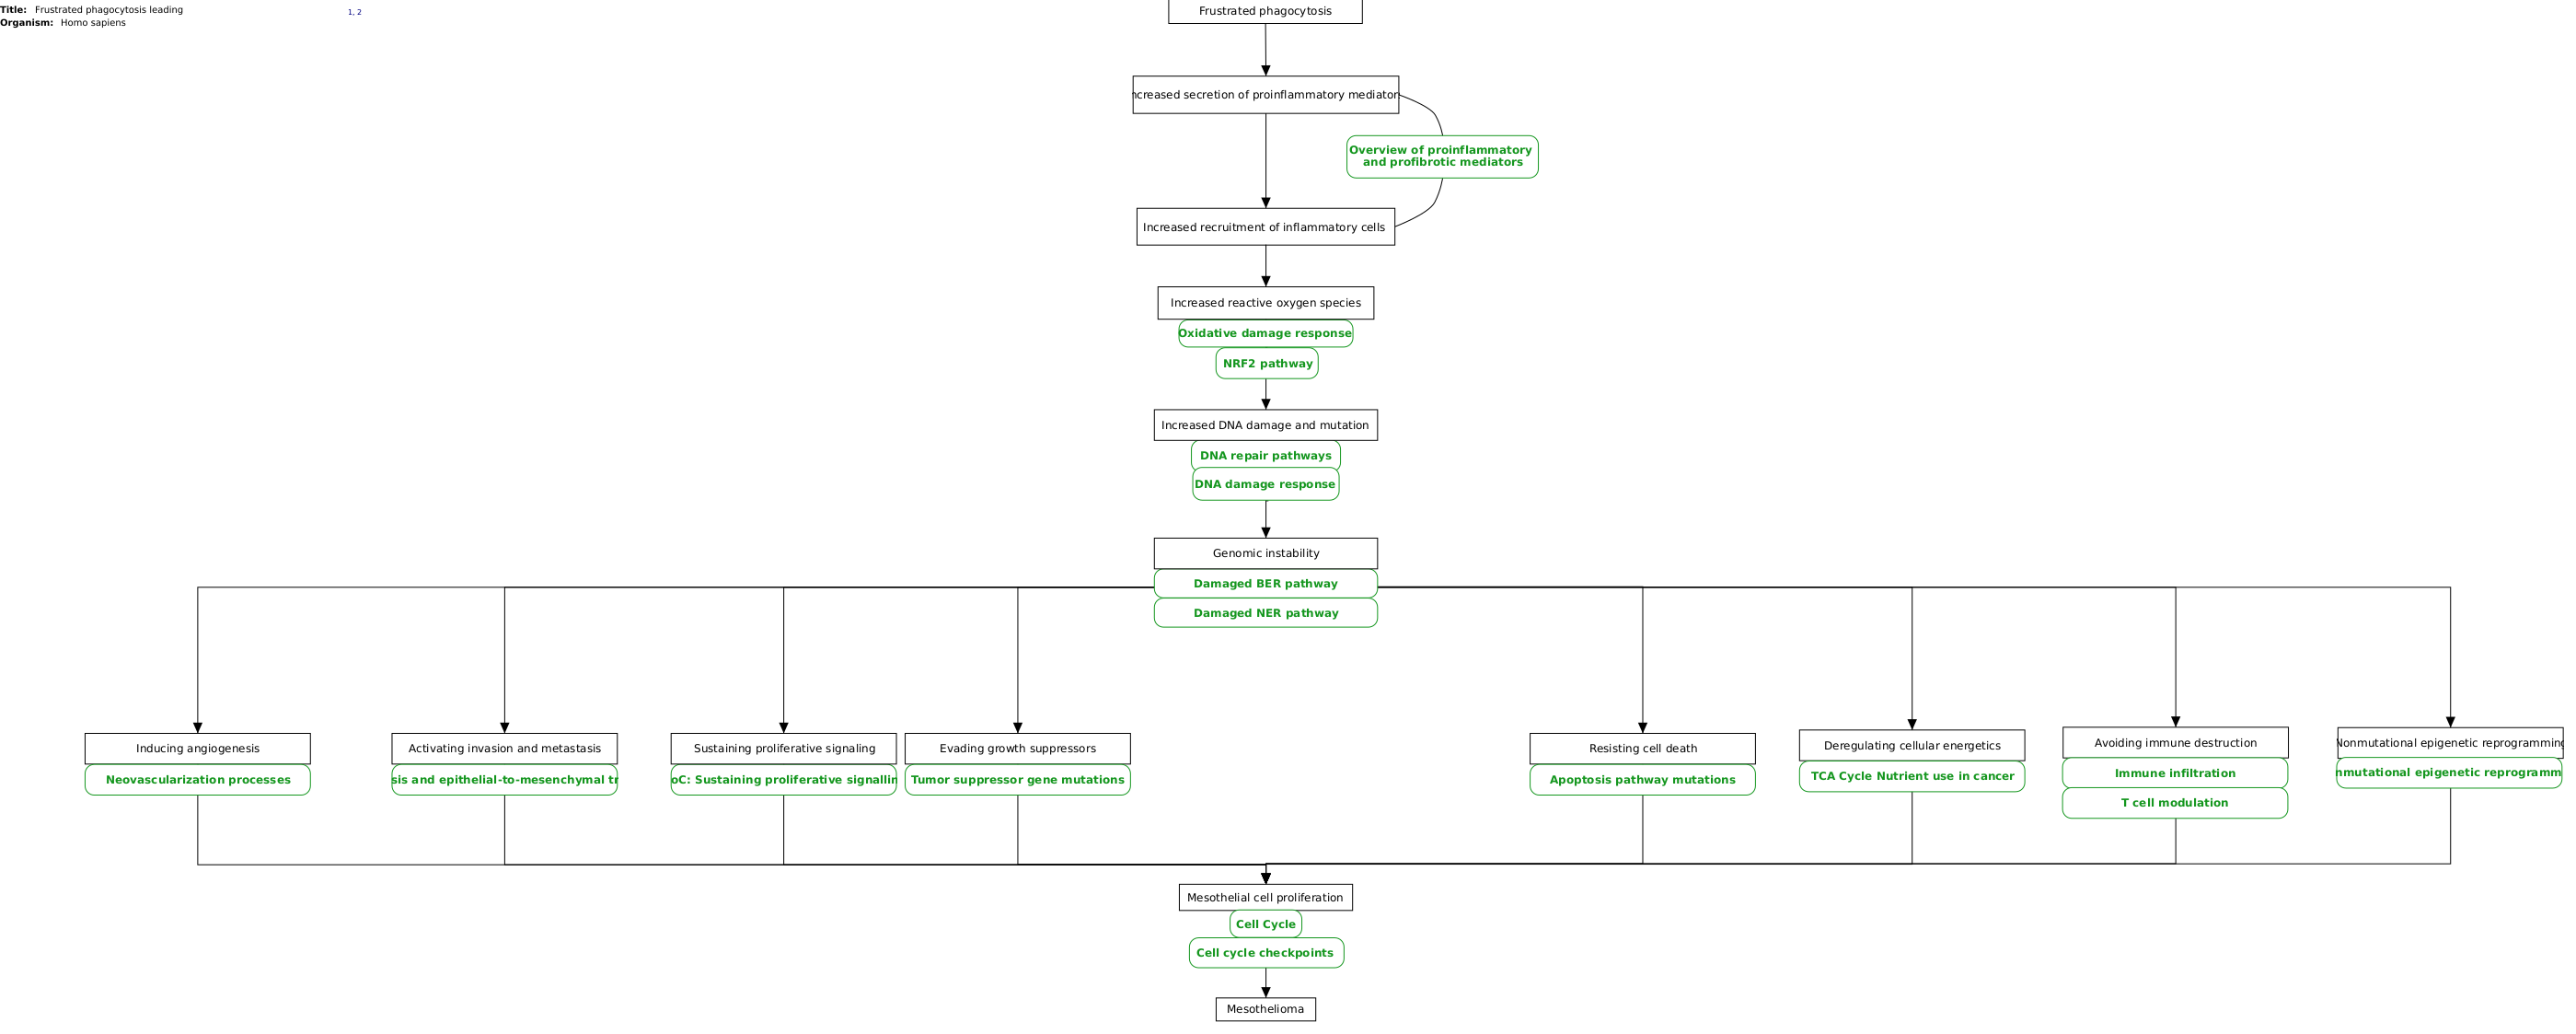 Title: Frustrated phagocytosis leading
1, 2
Organism: Homo sapiens
Frustrated phagocytosis
ncreased secretion of proinflammatory mediator
Overview of proinflammatory
and profibrotic mediators
Increased recruitment of inflammatory cells
Increased reactive oxygen species
Oxidative damage response
NRF2 pathway
Increased DNA damage and mutation
DNA repair pathways
DNA damage response
Genomic instability
Damaged BER pathway
Damaged NER pathway
Inducing angiogenesis
Neovascularization processes
Activating invasion and metastasis
sis and epithelial-to-mesenchymal tr
Sustaining proliferative signaling
oC: Sustaining proliferative signallin
Evading growth suppressors
Tumor suppressor gene mutations
Resisting cell death
Apoptosis pathway mutations
Deregulating cellular energetics
TCA Cycle Nutrient use in cancer
Avoiding immune destruction
Immune infiltration
T cell modulation
Nonmutational epigenetic reprogramming
nmutational epigenetic reprogramm
Mesothelial cell proliferation
Cell Cycle
Cell cycle checkpoints
Mesothelioma